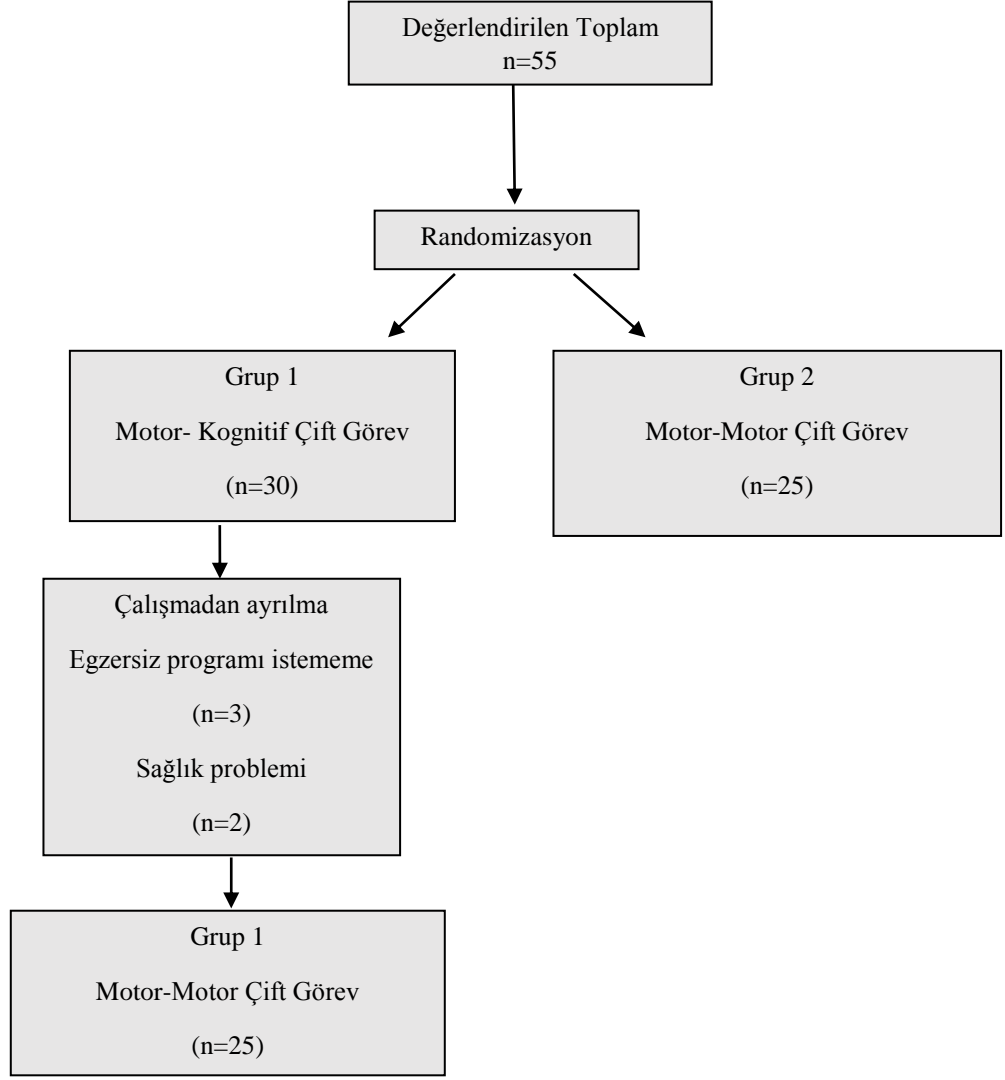 Değerlendirilen Toplam
n=55
Randomizasyon
Grup 1
Motor- Kognitif Çift Görev
(n=30)
Grup 2
Motor-Motor Çift Görev
(n=25)
Çalışmadan ayrılma
Egzersiz programı istememe
(n=3)
Sağlık problemi
(n=2)
Grup 1
Motor-Motor Çift Görev
(n=25)